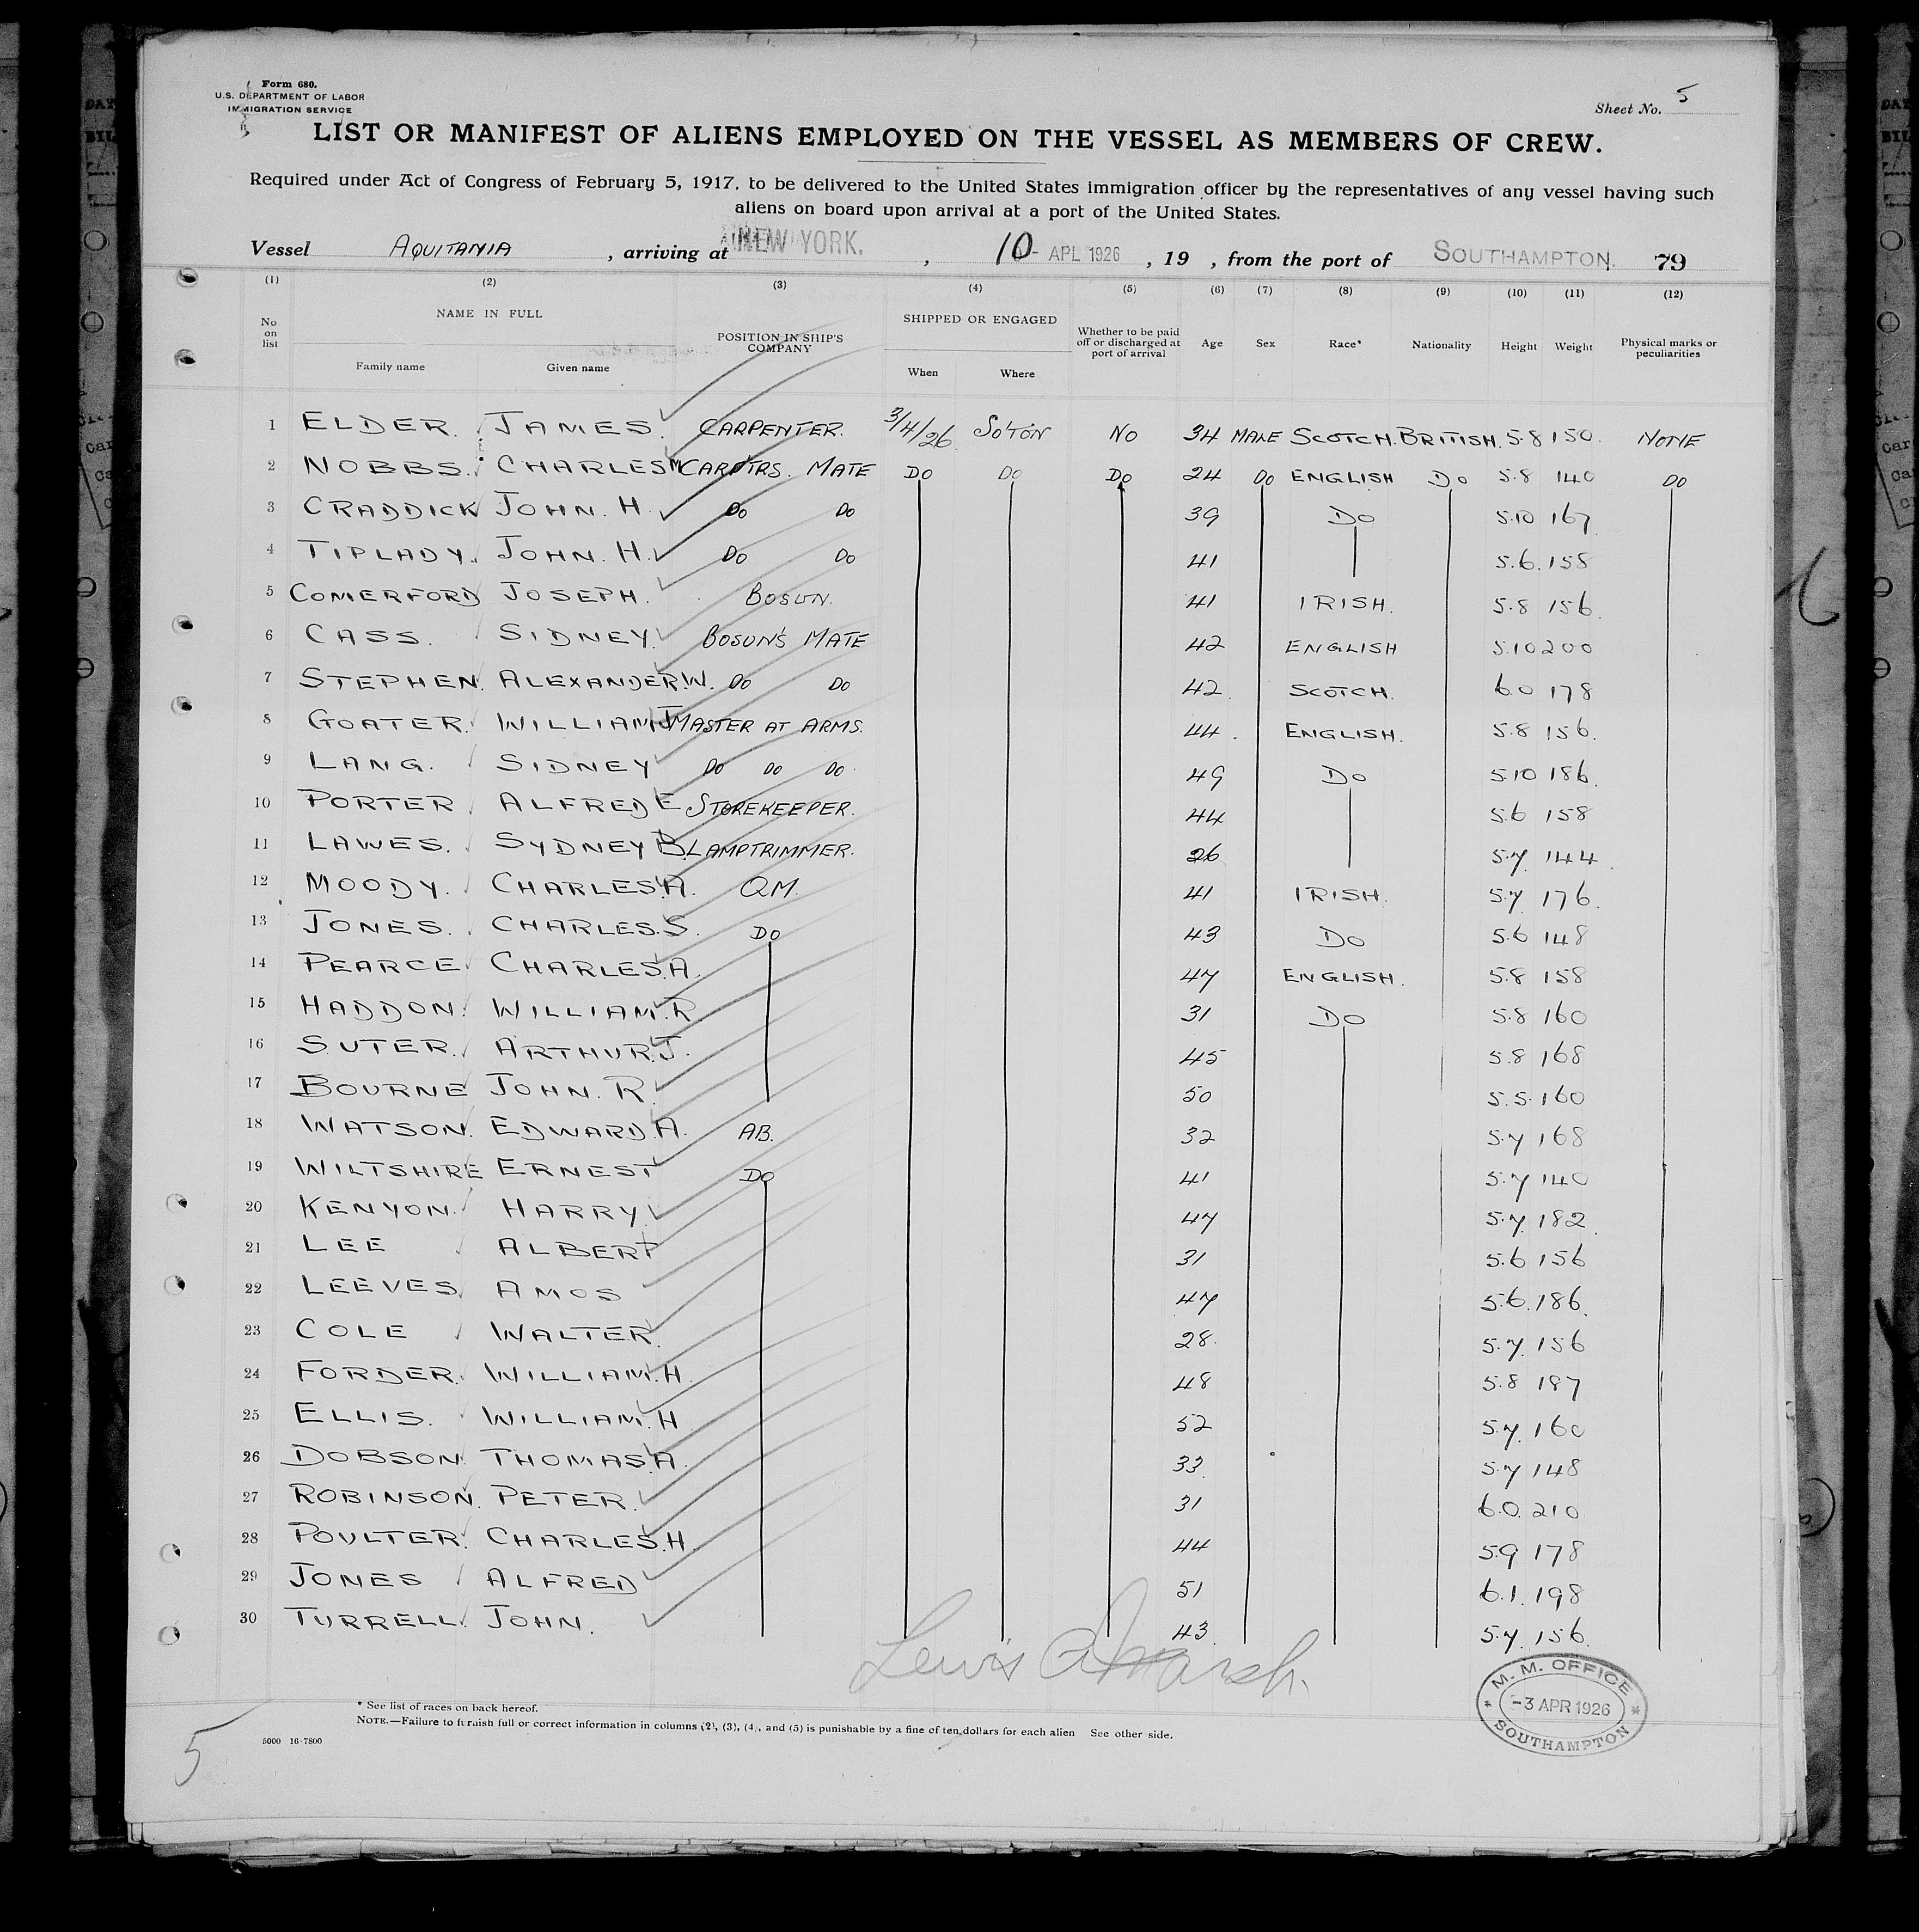 Form 680.
U.S. DEPARTMENT OF LABOR
IMMIGRATION SERVICE
Sheet No. 5
LIST OR MANIFEST OF ALIENS EMPLOYED ON THE VESSEL AS MEMBERS OF CREW.
Required under Act of Congress of February 5, 1917, to be delivered to the United States immigration officer by the representatives of any vessel having such
aliens on board upon arrival at a port of the United States.
Vessel AQUITANIA , arriving at NEW YORK. , 10 - APL 1926 , 19 , from the port of SOUTHAMPTON. 79
(1) (2) (3) (4) (5) (6) (7) (8) (9) (10) (11) (12)
No on list NAME IN FULL Family name Given name POSITION IN SHIP'S COMPANY SHIPPED OR ENGAGED When Where Whether to be paid off or discharged at port of arrival Age Sex Race* Nationality Height Weight Physical marks or peculiarities
1 ELDER. JAMES. CARPENTER. 3/4/26 SOTON NO 34 MALE SCOTCH. BRITISH. 5.8 150. NONE
2 NOBBS. CHARLES M CARPTRS. MATE DO DO DO 24 DO ENGLISH DO 5.8 140 DO
3 CRADDICK JOHN. H. DO DO 39 DO 5.10 167
4 TIPLADY. JOHN. H. DO DO 41 5.6. 158
5 COMERFORD JOSEPH. BOSUN. 41 IRISH. 5.8 156.
6 CASS. SIDNEY. BOSUN'S MATE 42 ENGLISH 5.10 200
7 STEPHEN. ALEXANDER.W. DO DO 42. SCOTCH. 6.0 178
8 GOATER. WILLIAM J MASTER AT ARMS. 44. ENGLISH. 5.8 156.
9 LANG. SIDNEY DO DO DO. 49 DO 5.10 186.
10 PORTER. ALFRED E STOREKEEPER. 44 5.6 158
11 LAWES. SYDNEY B. LAMPTRIMMER. 26 5.7. 144.
12 MOODY. CHARLES.A. Q.M. 41 IRISH. 5.7. 176.
13 JONES. CHARLES.S. DO 43 DO 5.6 148
14 PEARCE CHARLES.A. 47 ENGLISH. 5.8 158
15 HADDON. WILLIAM.R. 31 DO 5.8 160
16 SUTER. ARTHUR.J. 45 5.8 168
17 BOURNE JOHN. R. 50 5.5. 160
18 WATSON. EDWARD.A. AB. 32 5.7 168
19 WILTSHIRE ERNEST DO 41 5.7 140
20 KENYON. HARRY. 47 5.7. 182.
21 LEE ALBERT 31 5.6 156
22 LEEVES AMOS 47 5.6. 186.
23 COLE WALTER. 28. 5.7. 156
24 FORDER. WILLIAM.H. 48 5.8 187
25 ELLIS. WILLIAM.H. 52 5.7. 160
26 DOBSON. THOMAS.A. 33. 5.7 148
27 ROBINSON. PETER. 31 6.0. 210
28 POULTER. CHARLES.H. 44 5.9 178
29 JONES ALFRED 51 6.1. 198
30 TURRELL. JOHN. 43. 5.7. 156.
Lewis Marsh.
* See list of races on back hereof.
NOTE.—Failure to furnish full or correct information in columns (2), (3), (4), and (5) is punishable by a fine of ten dollars for each alien See other side.
5000 16-7800
5
M. M. OFFICE
-3 APR 1926
SOUTHAMPTON